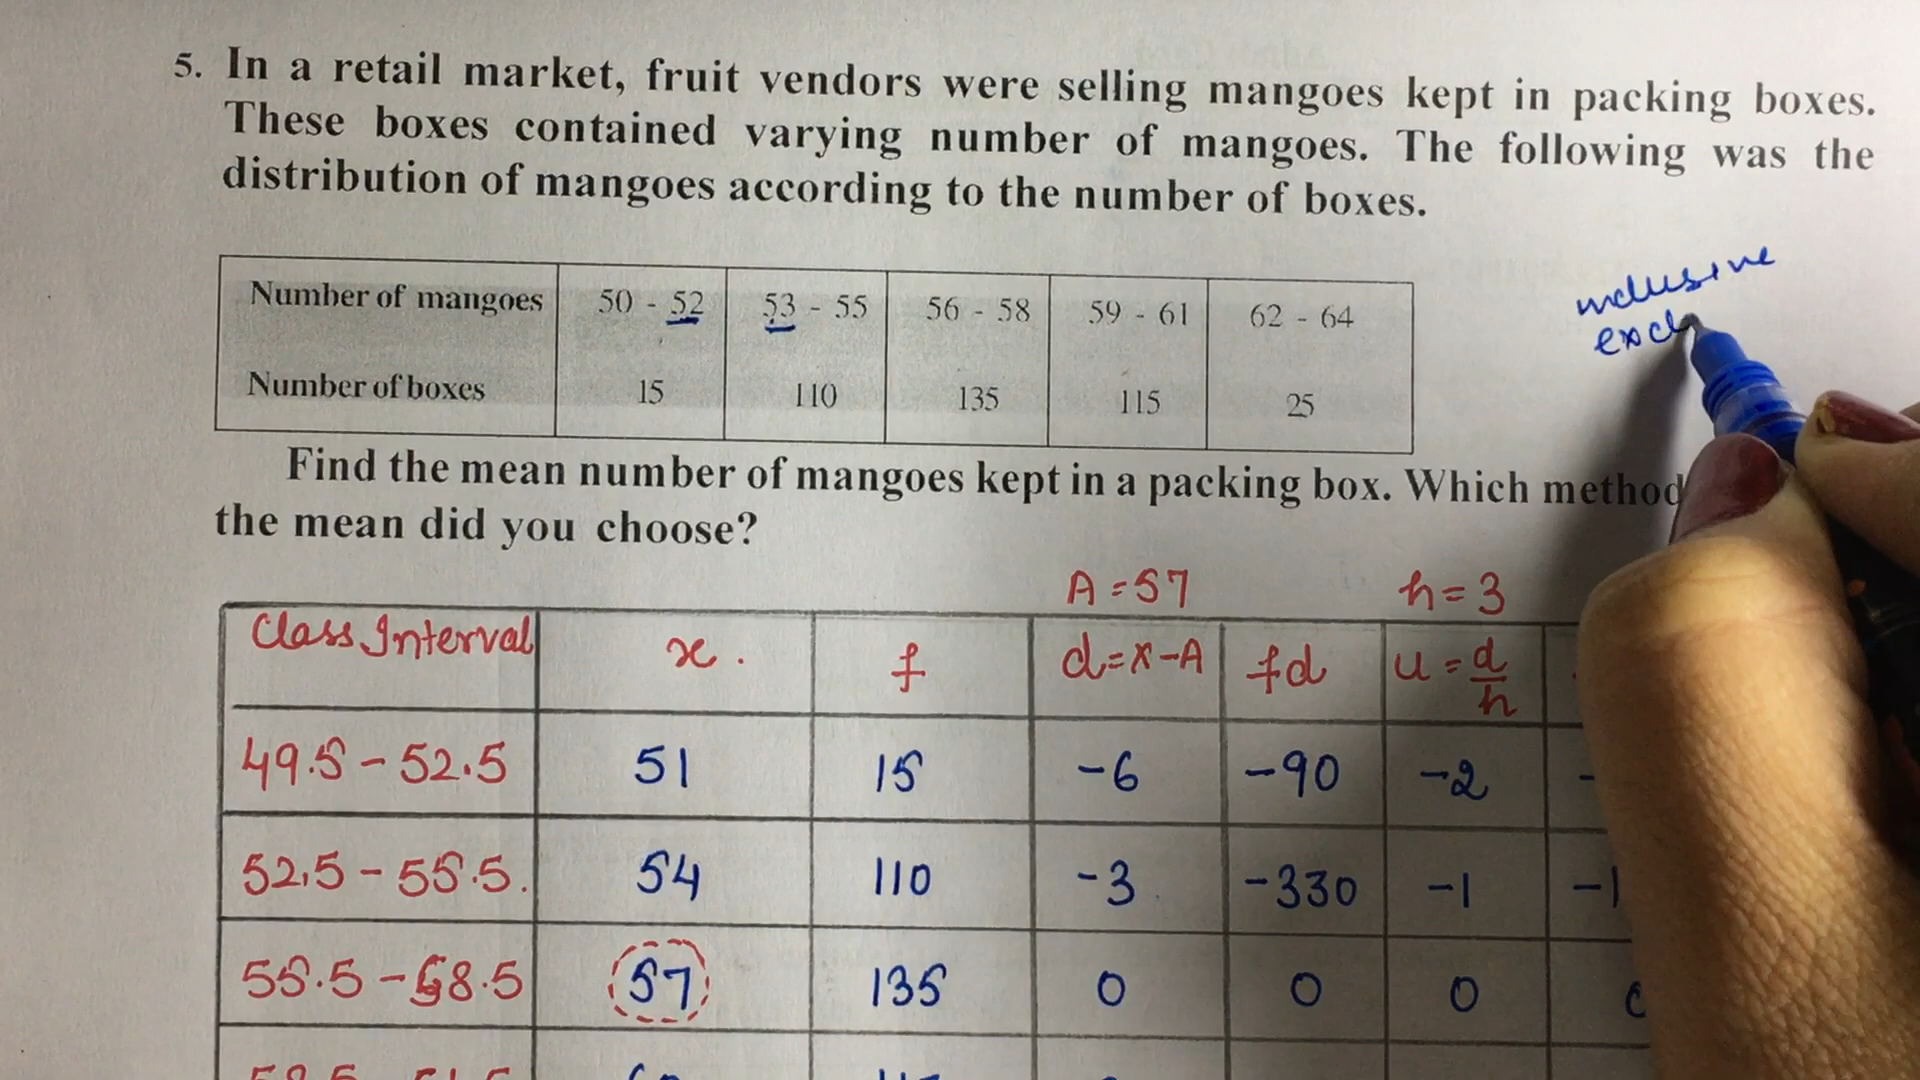 5. In a retail market, fruit vendors were selling mangoes kept in packing boxes.
These boxes contained varying number of mangoes. The following was the
distribution of mangoes according to the number of boxes.
inclusive
excl
Number of mangoes 50 - 52 53 - 55 56 - 58 59 - 61 62 - 64
Number of boxes 15 110 135 115 25
Find the mean number of mangoes kept in a packing box. Which method
the mean did you choose?
A = 57 h = 3
Class Interval x . f d = x - A fd u = d/h
49.5 - 52.5 51 15 -6 -90 -2 -
52.5 - 55.5. 54 110 -3 -330 -1 -1
55.5 - 58.5 57 135 0 0 0